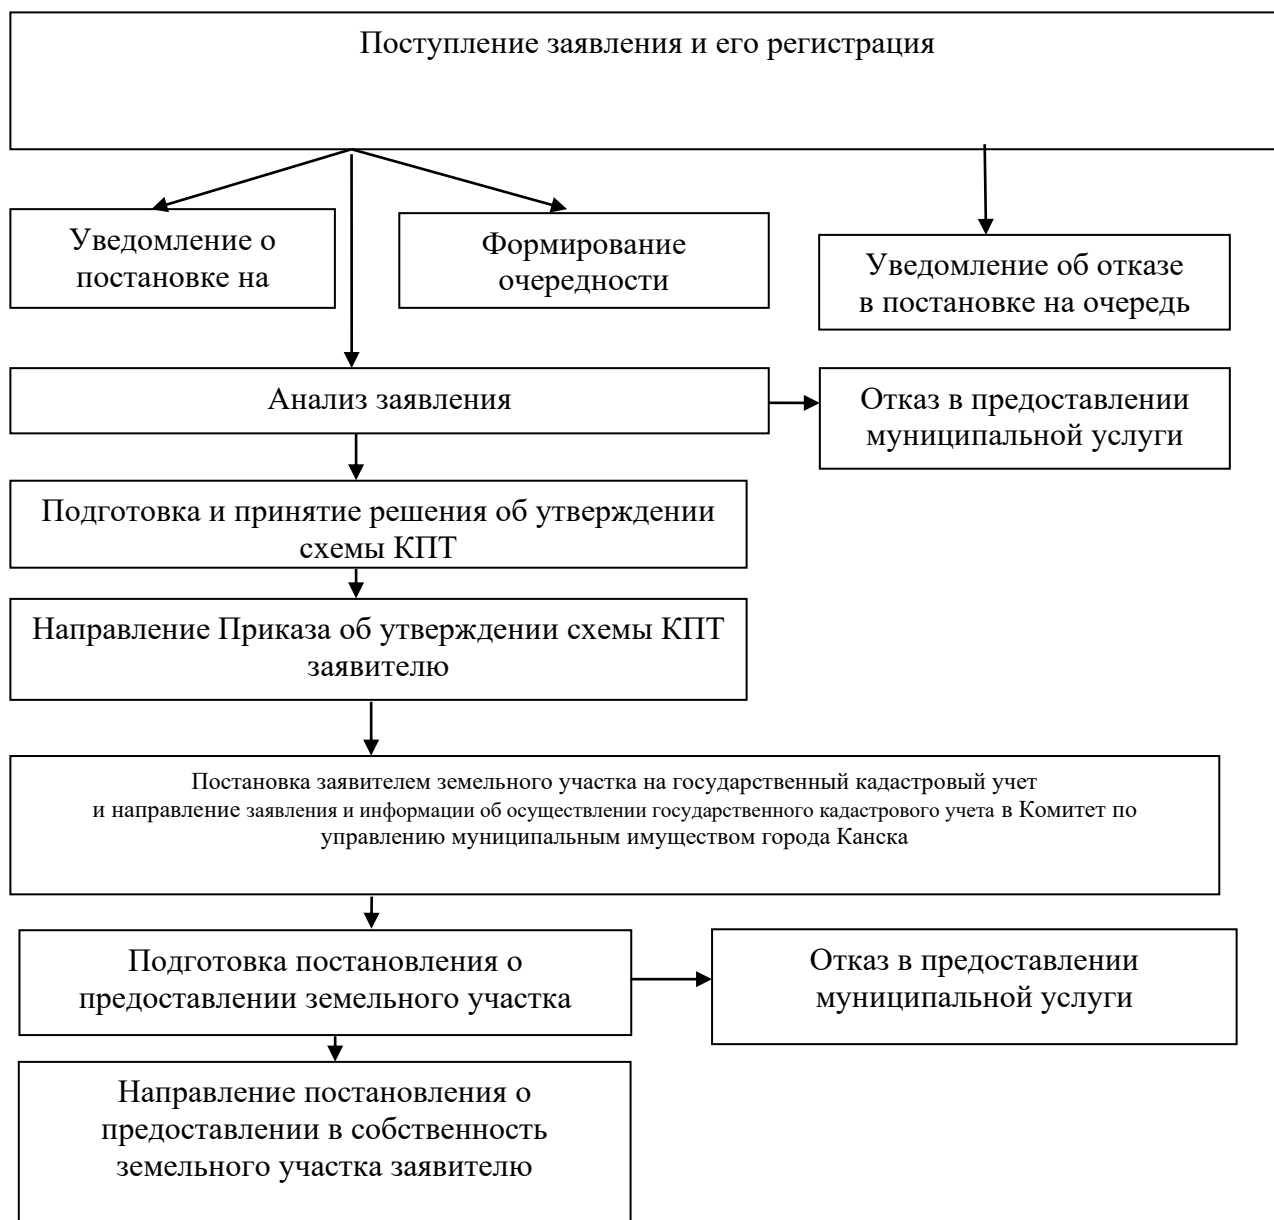 Поступление заявления и его регистрация
Уведомление о
постановке на
Формирование
очередности
Уведомление об отказе
в постановке на очередь
Анализ заявления
Отказ в предоставлении
муниципальной услуги
Подготовка и принятие решения об утверждении
схемы КПТ
Направление Приказа об утверждении схемы КПТ
заявителю
Постановка заявителем земельного участка на государственный кадастровый учет
и направление заявления и информации об осуществлении государственного кадастрового учета в Комитет по
управлению муниципальным имуществом города Канска
Подготовка постановления о
предоставлении земельного участка
Отказ в предоставлении
муниципальной услуги
Направление постановления о
предоставлении в собственность
земельного участка заявителю